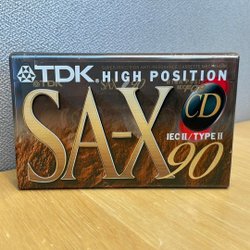 TDK HIGH POSITION
SA-X 90
CD
IEC II / TYPE II